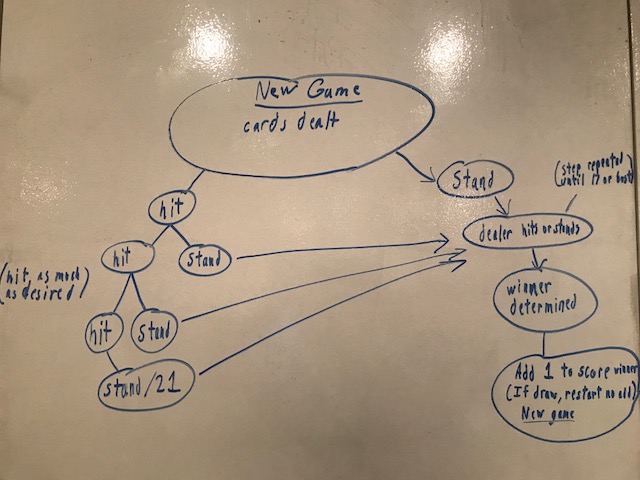 New Game
cards dealt
Stand
(step repeated
until 17 or bust)
hit
dealer hits or stands
hit
stand
(hit, as much
as desired)
winner
determined
hit
stand
stand/21
Add 1 to score winner
(If draw, restart no add)
New game